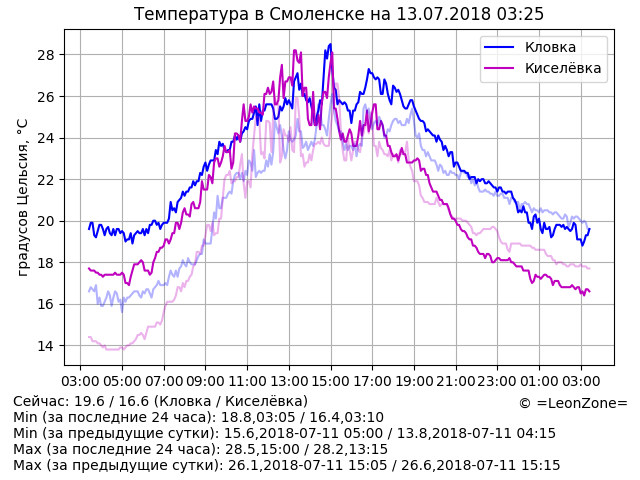 Температура в Смоленске на 13.07.2018 03:25
градусов Цельсия, °C
28
26
24
22
20
18
16
14
Кловка
Киселёвка
03:00 05:00 07:00 09:00 11:00 13:00 15:00 17:00 19:00 21:00 23:00 01:00 03:00
Сейчас: 19.6 / 16.6 (Кловка / Киселёвка)
© =LeonZone=
Min (за последние 24 часа): 18.8,03:05 / 16.4,03:10
Min (за предыдущие сутки): 15.6,2018-07-11 05:00 / 13.8,2018-07-11 04:15
Max (за последние 24 часа): 28.5,15:00 / 28.2,13:15
Max (за предыдущие сутки): 26.1,2018-07-11 15:05 / 26.6,2018-07-11 15:15